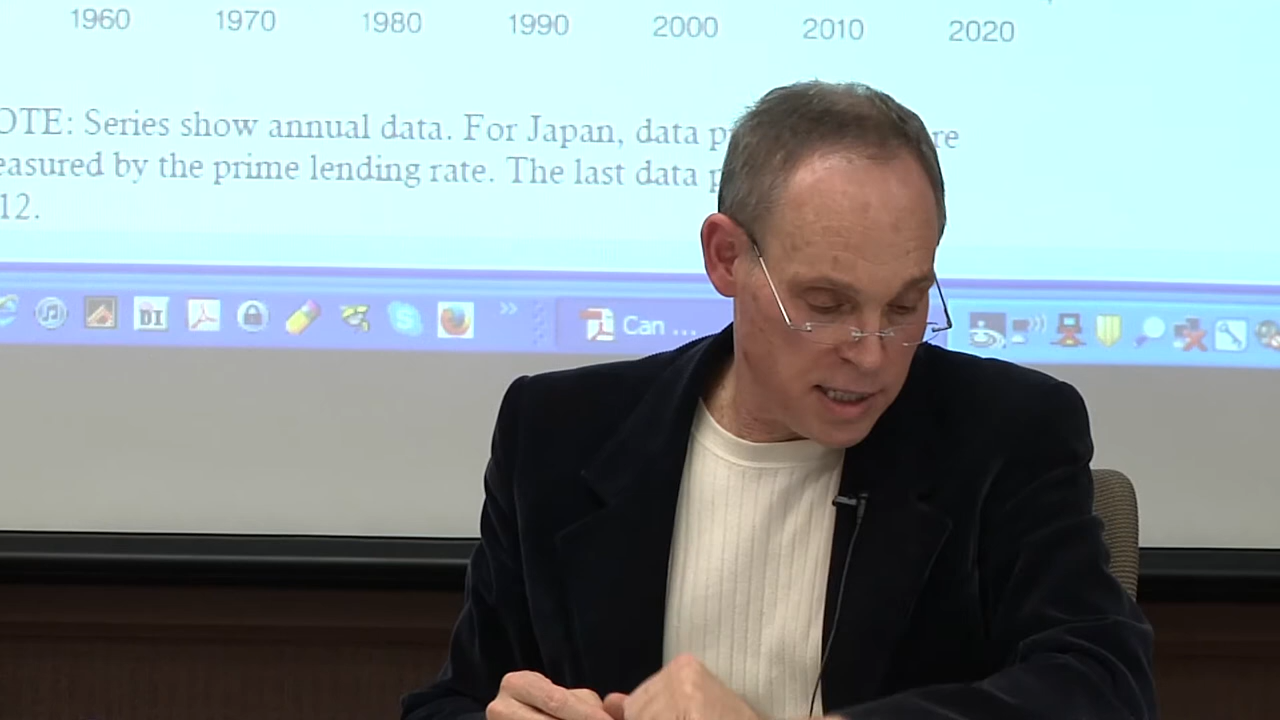 1960 1970 1980 1990 2000 2010 2020
OTE: Series show annual data. For Japan, data p re
easured by the prime lending rate. The last data p
12.
DI Can ...